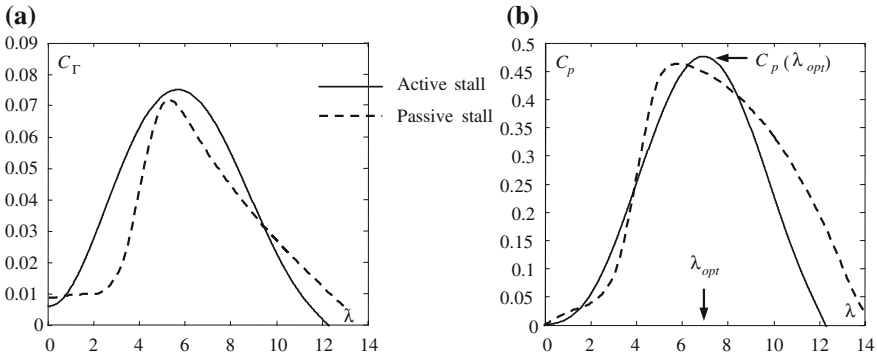 (a)
0.09
0.08
0.07
0.06
0.05
0.04
0.03
0.02
0.01
0
C_Γ
λ
0 2 4 6 8 10 12 14
Active stall
Passive stall
(b)
0.5
0.45
0.4
0.35
0.3
0.25
0.2
0.15
0.1
0.05
0
C_p
C_p (λ_opt)
λ_opt
λ
0 2 4 6 8 10 12 14